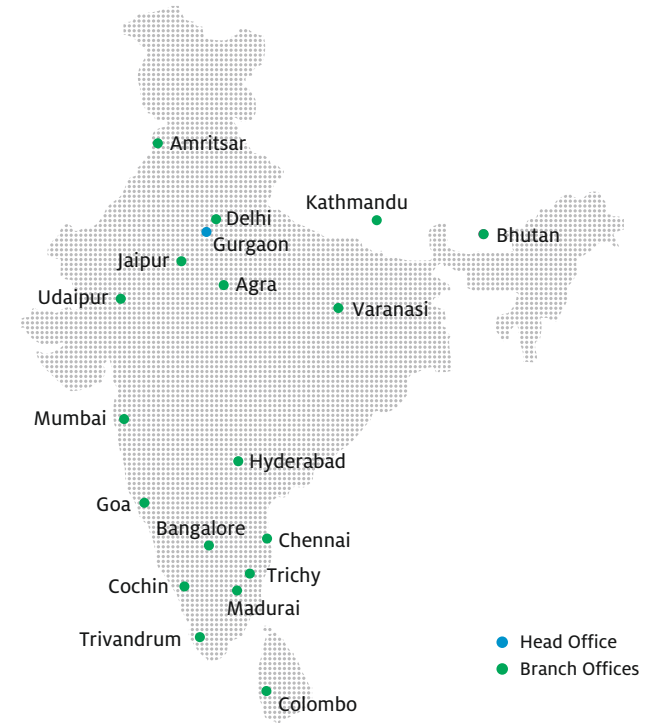 Amritsar
Kathmandu
Delhi
Bhutan
Gurgaon
Jaipur
Agra
Udaipur
Varanasi
Mumbai
Hyderabad
Goa
Bangalore
Chennai
Trichy
Cochin
Madurai
Trivandrum
Head Office
Branch Offices
Colombo